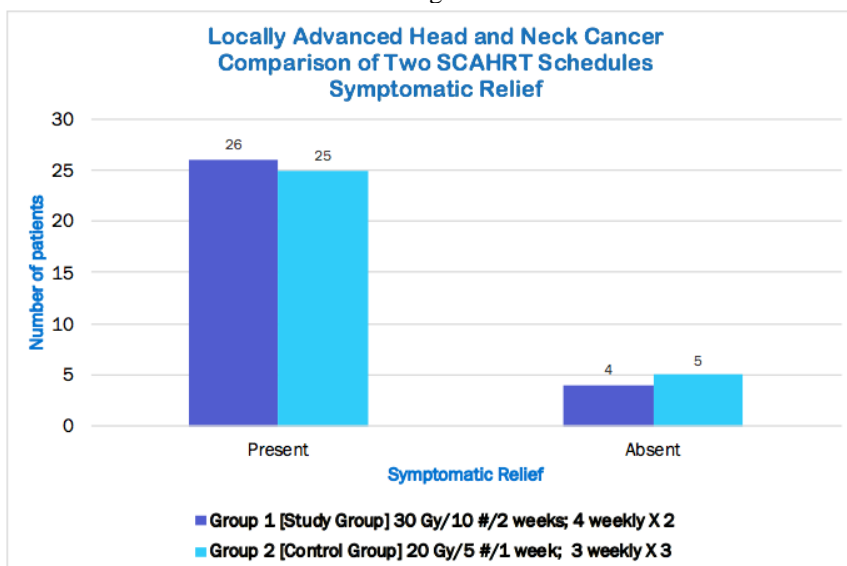 Locally Advanced Head and Neck Cancer
Comparison of Two SCAHRT Schedules
Symptomatic Relief
30
25
20
15
10
5
0
Number of patients
26
25
4
5
Present
Absent
Symptomatic Relief
Group 1 [Study Group] 30 Gy/10 #/2 weeks; 4 weekly X 2
Group 2 [Control Group] 20 Gy/5 #/1 week; 3 weekly X 3